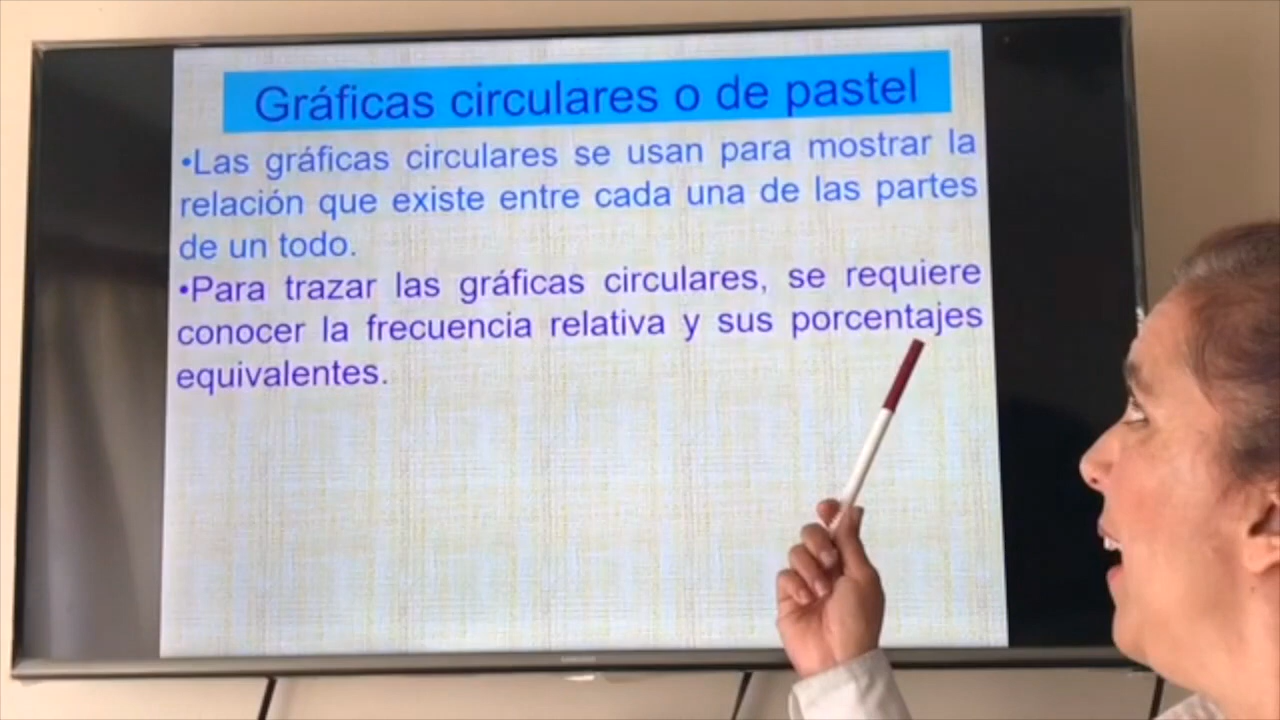 Gráficas circulares o de pastel
•Las gráficas circulares se usan para mostrar la
relación que existe entre cada una de las partes
de un todo.
•Para trazar las gráficas circulares, se requiere
conocer la frecuencia relativa y sus porcentajes
equivalentes.